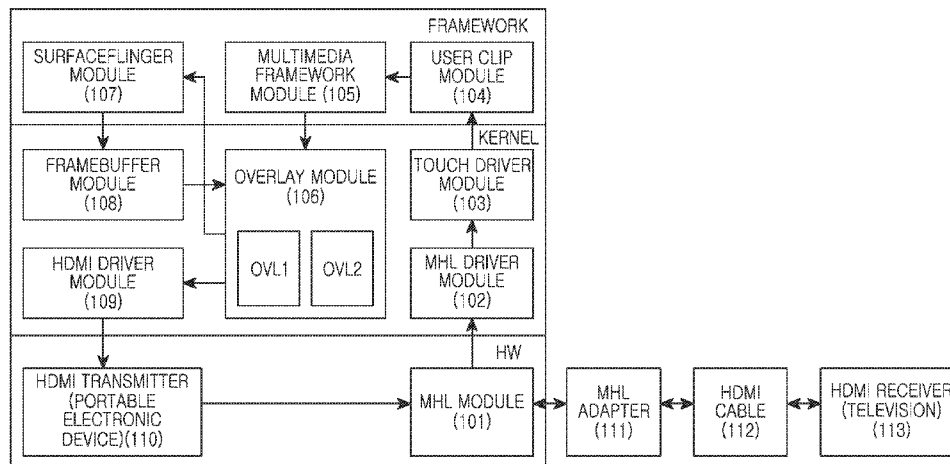 FRAMEWORK
SURFACEFLINGER
MODULE
(107)
MULTIMEDIA
FRAMEWORK
MODULE (105)
USER CLIP
MODULE
(104)
KERNEL
FRAMEBUFFER
MODULE
(108)
OVERLAY MODULE
(106)
TOUCH DRIVER
MODULE
(103)
HDMI DRIVER
MODULE
(109)
OVL1
OVL2
MHL DRIVER
MODULE
(102)
HW
HDMI TRANSMITTER
(PORTABLE
ELECTRONIC
DEVICE)(110)
MHL MODULE
(101)
MHL
ADAPTER
(111)
HDMI
CABLE
(112)
HDMI RECEIVER
(TELEVISION)
(113)